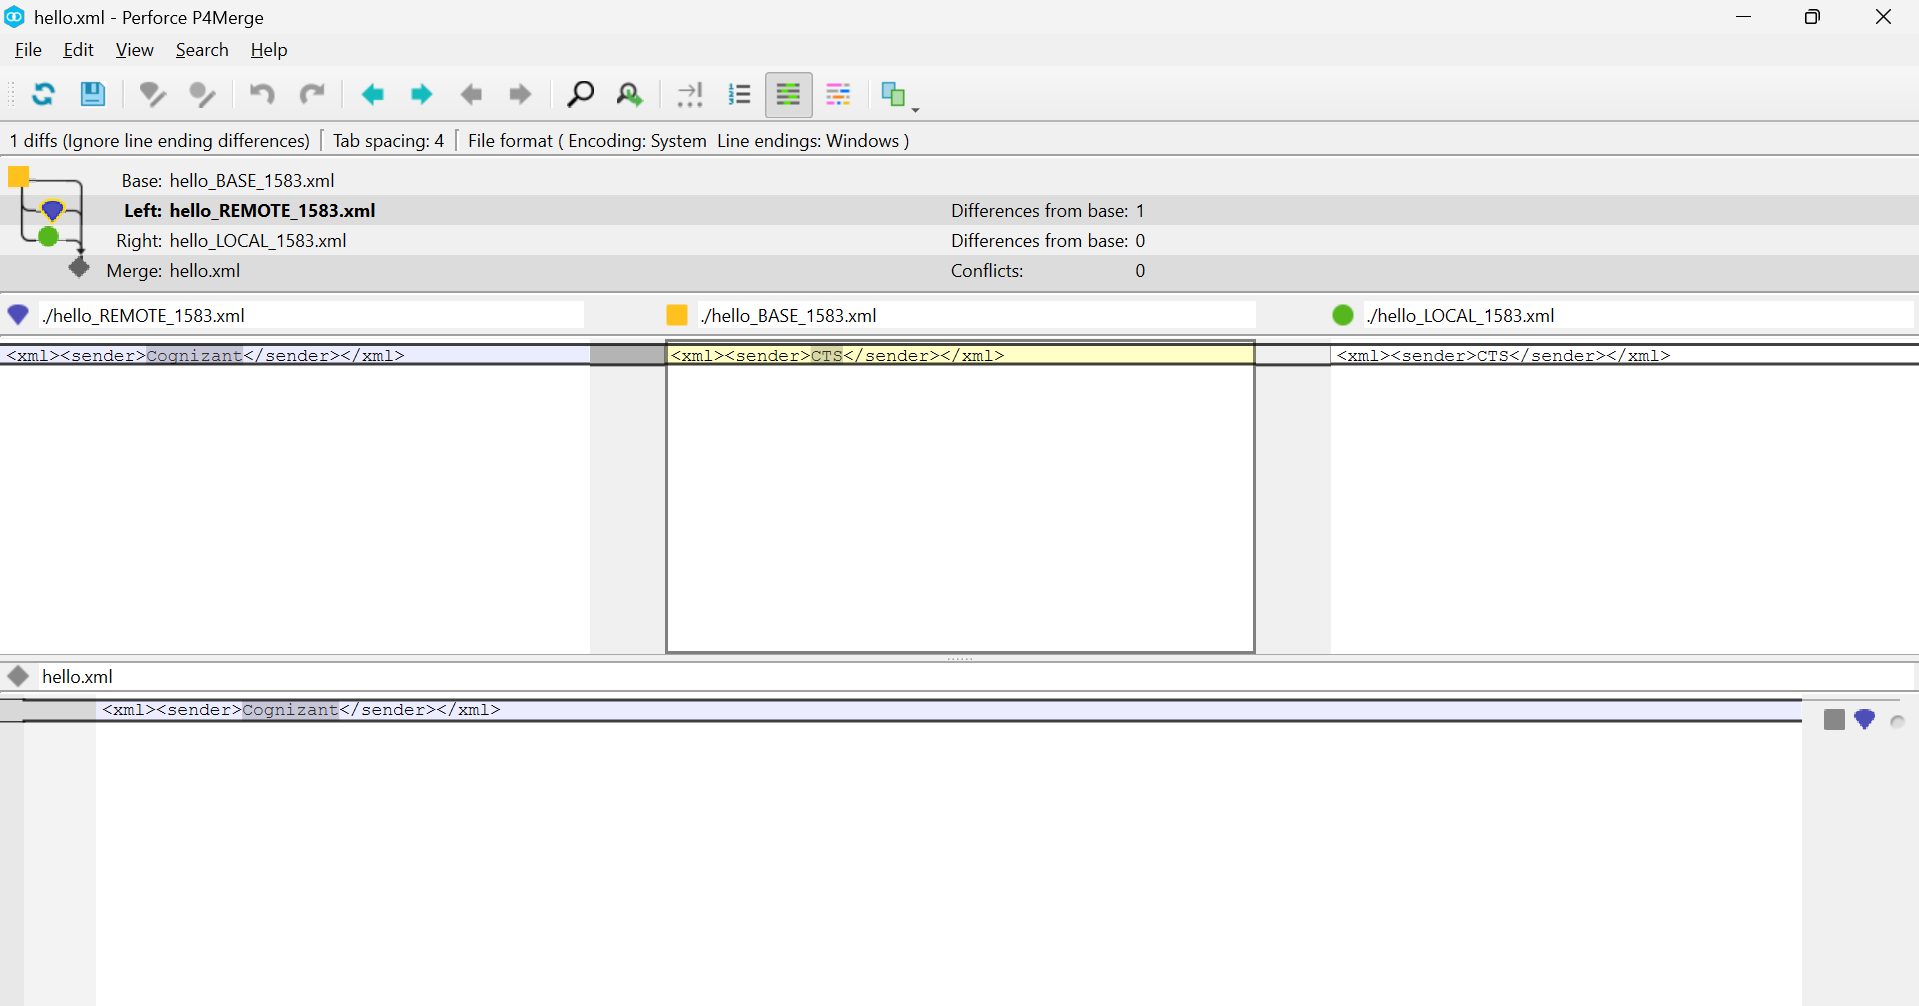 hello.xml - Perforce P4Merge
File Edit View Search Help
1 diffs (Ignore line ending differences) Tab spacing: 4 File format ( Encoding: System Line endings: Windows )
Base: hello_BASE_1583.xml
Left: hello_REMOTE_1583.xml Differences from base: 1
Right: hello_LOCAL_1583.xml Differences from base: 0
Merge: hello.xml Conflicts: 0
./hello_REMOTE_1583.xml ./hello_BASE_1583.xml ./hello_LOCAL_1583.xml
<xml><sender>Cognizant</sender></xml> <xml><sender>CTS</sender></xml> <xml><sender>CTS</sender></xml>
hello.xml
<xml><sender>Cognizant</sender></xml>